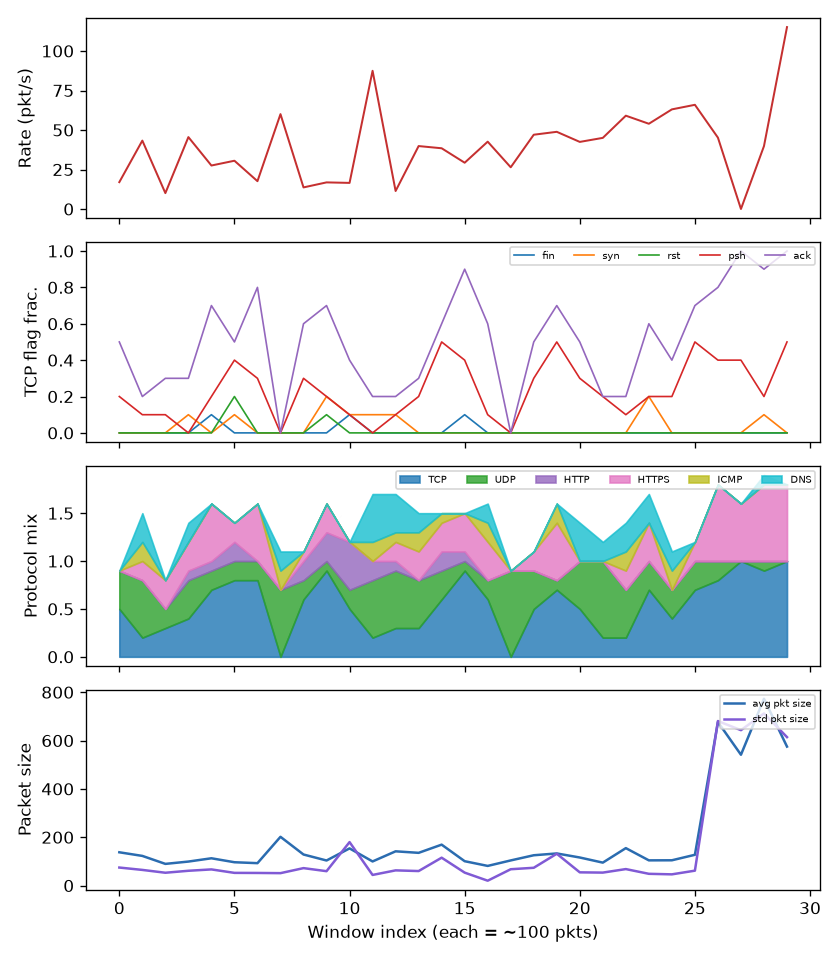 Rate (pkt/s)
100
75
50
25
0
TCP flag frac.
1.0
0.8
0.6
0.4
0.2
0.0
fin syn rst psh ack
Protocol mix
1.5
1.0
0.5
0.0
TCP UDP HTTP HTTPS ICMP DNS
Packet size
800
600
400
200
0
avg pkt size
std pkt size
0 5 10 15 20 25 30
Window index (each = ~100 pkts)